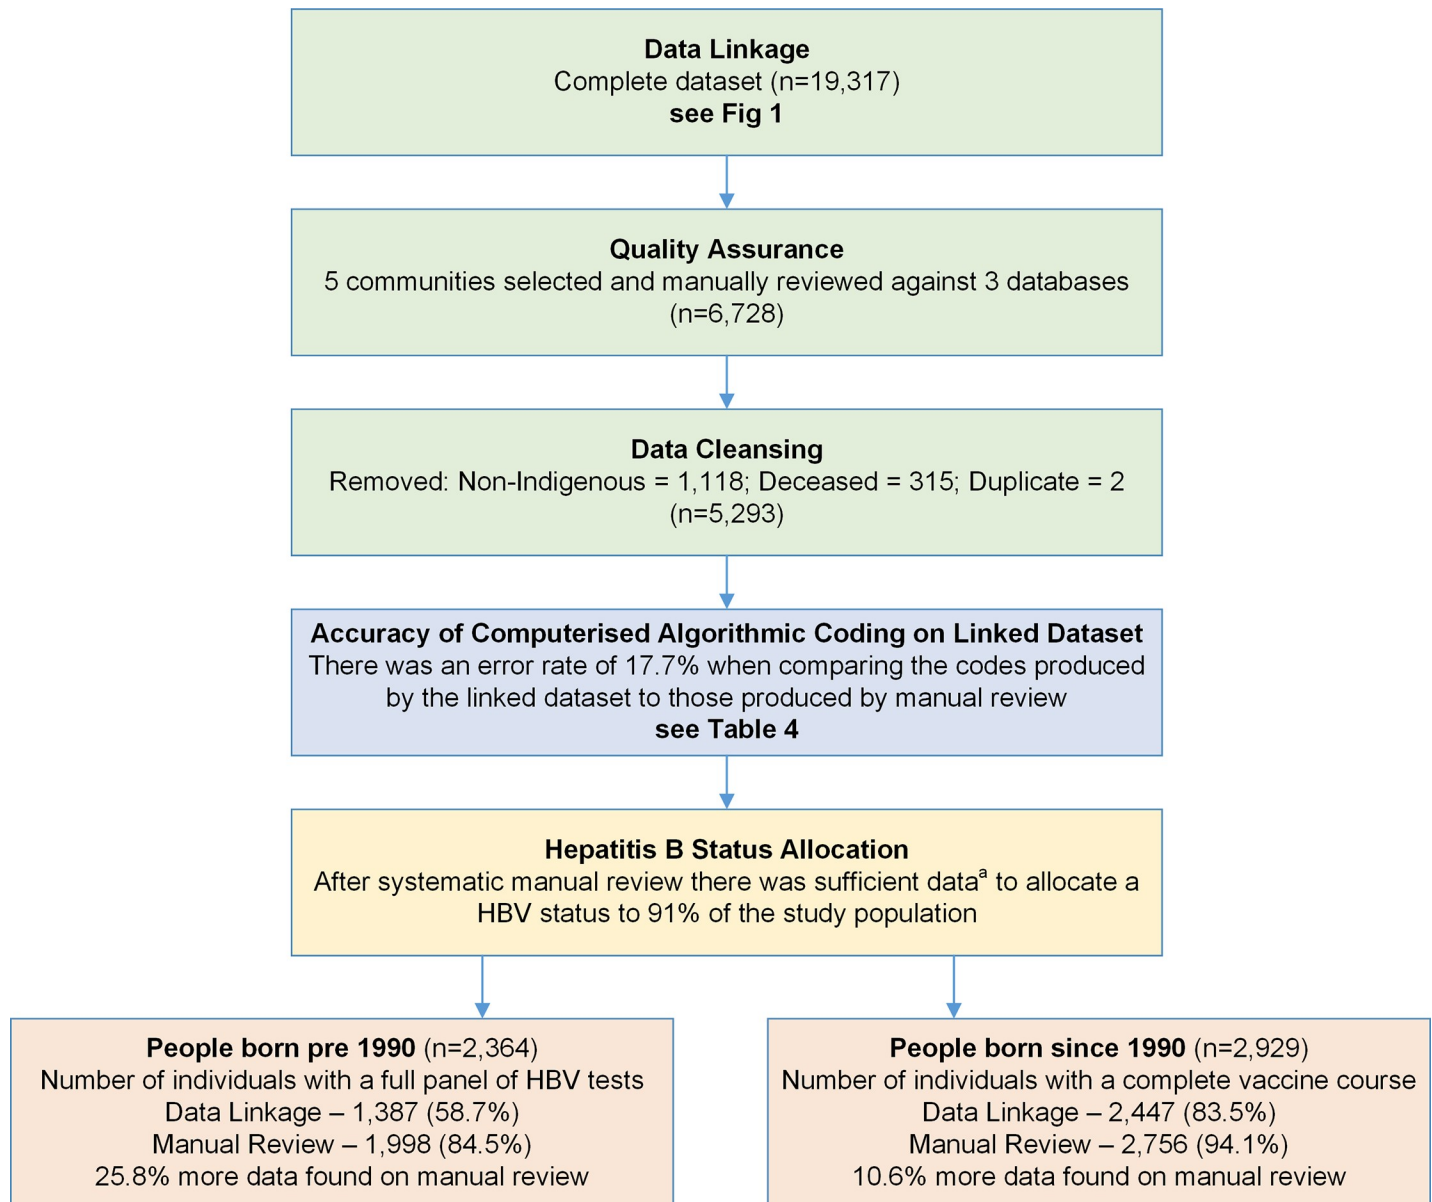 Data Linkage
Complete dataset (n=19,317)
see Fig 1
Quality Assurance
5 communities selected and manually reviewed against 3 databases
(n=6,728)
Data Cleansing
Removed: Non-Indigenous = 1,118; Deceased = 315; Duplicate = 2
(n=5,293)
Accuracy of Computerised Algorithmic Coding on Linked Dataset
There was an error rate of 17.7% when comparing the codes produced
by the linked dataset to those produced by manual review
see Table 4
Hepatitis B Status Allocation
After systematic manual review there was sufficient dataᵃ to allocate a
HBV status to 91% of the study population
People born pre 1990 (n=2,364)
Number of individuals with a full panel of HBV tests
Data Linkage – 1,387 (58.7%)
Manual Review – 1,998 (84.5%)
25.8% more data found on manual review
People born since 1990 (n=2,929)
Number of individuals with a complete vaccine course
Data Linkage – 2,447 (83.5%)
Manual Review – 2,756 (94.1%)
10.6% more data found on manual review